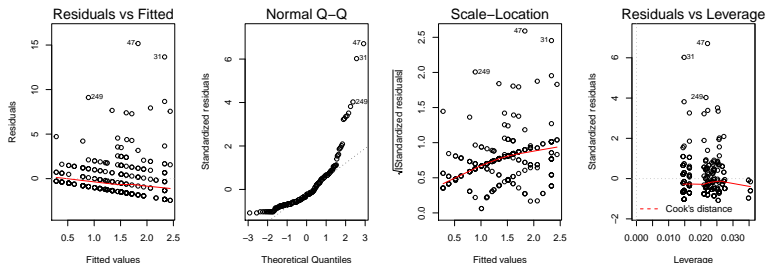 Residuals vs Fitted
Residuals
15
10
5
0
47
31
249
0.5 1.0 1.5 2.0 2.5
Fitted values
Normal Q−Q
Standardized residuals
6
4
2
0
47
31
249
−3 −2 −1 0 1 2 3
Theoretical Quantiles
Scale−Location
√|Standardized residuals|
2.5
2.0
1.5
1.0
0.5
0.0
47
31
249
0.5 1.0 1.5 2.0 2.5
Fitted values
Residuals vs Leverage
Standardized residuals
6
4
2
0
−2
47
31
249
Cook's distance
0.000 0.010 0.020 0.030
Leverage